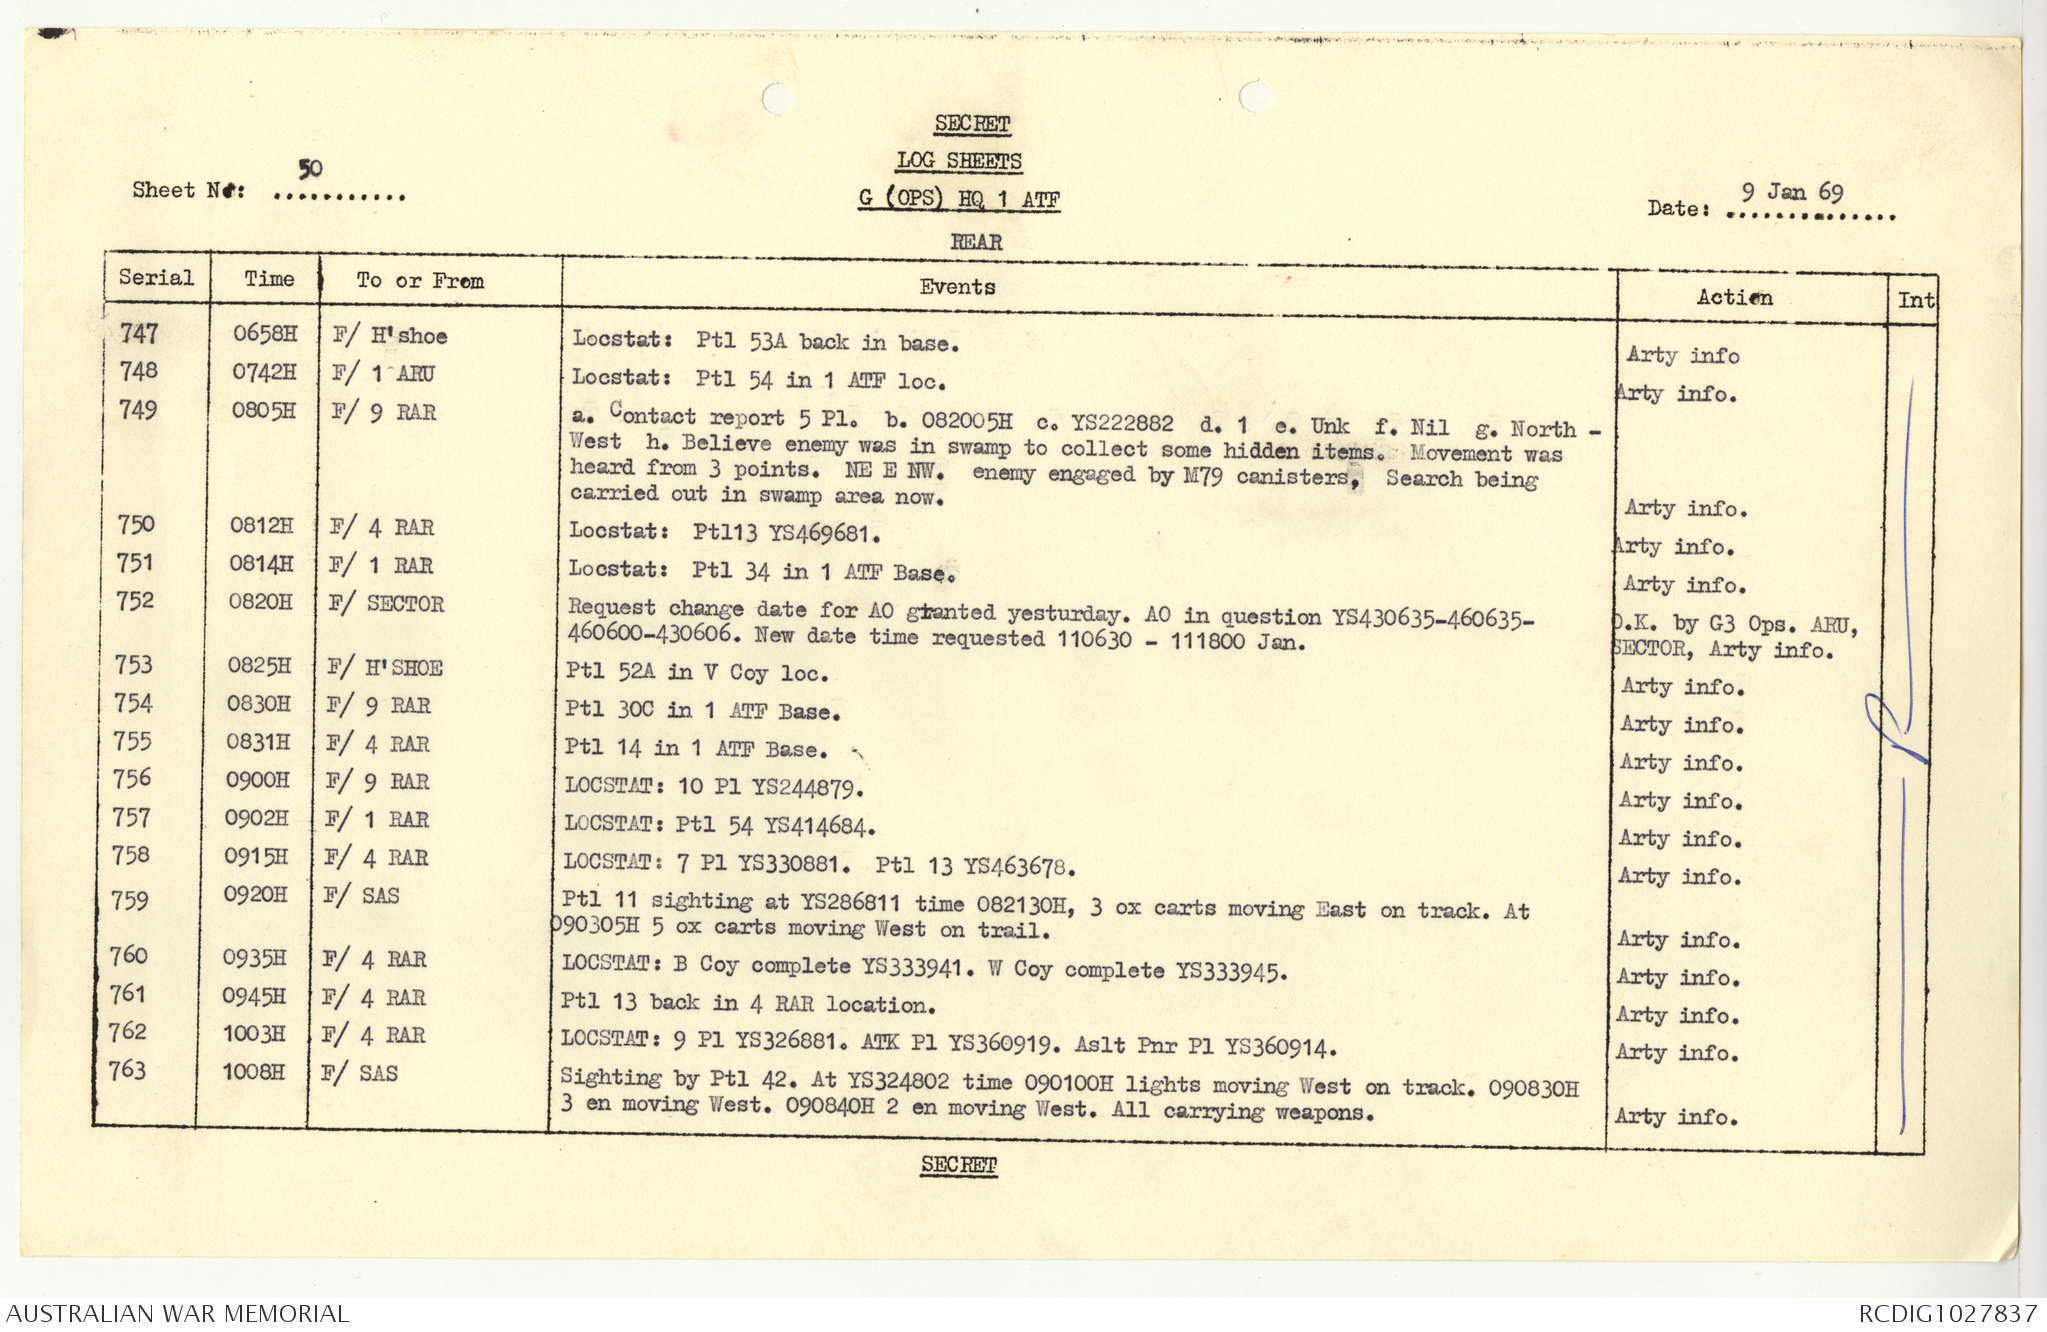 SECRET
LOG SHEETS
G (OPS) HQ 1 ATF
REAR
Sheet No: 50
Date: 9 Jan 69
Serial Time To or From Events Action Int
747 0658H F/ H'shoe Locstat: Ptl 53A back in base. Arty info
748 0742H F/ 1 ARU Locstat: Ptl 54 in 1 ATF loc. Arty info.
749 0805H F/ 9 RAR a. Contact report 5 Pl. b. 082005H c. YS222882 d. 1 e. Unk f. Nil g. North -
West h. Believe enemy was in swamp to collect some hidden items. Movement was
heard from 3 points. NE E NW. enemy engaged by M79 canisters, Search being
carried out in swamp area now. Arty info.
750 0812H F/ 4 RAR Locstat: Ptl13 YS469681. Arty info.
751 0814H F/ 1 RAR Locstat: Ptl 34 in 1 ATF Base. Arty info.
752 0820H F/ SECTOR Request change date for AO granted yesturday. AO in question YS430635-460635- O.K. by G3 Ops. ARU,
460600-430606. New date time requested 110630 - 111800 Jan. SECTOR, Arty info.
753 0825H F/ H'SHOE Ptl 52A in V Coy loc. Arty info.
754 0830H F/ 9 RAR Ptl 30C in 1 ATF Base. Arty info.
755 0831H F/ 4 RAR Ptl 14 in 1 ATF Base. Arty info.
756 0900H F/ 9 RAR LOCSTAT: 10 Pl YS244879. Arty info.
757 0902H F/ 1 RAR LOCSTAT: Ptl 54 YS414684. Arty info.
758 0915H F/ 4 RAR LOCSTAT: 7 Pl YS330881. Ptl 13 YS463678. Arty info.
759 0920H F/ SAS Ptl 11 sighting at YS286811 time 082130H, 3 ox carts moving East on track. At
090305H 5 ox carts moving West on trail. Arty info.
760 0935H F/ 4 RAR LOCSTAT: B Coy complete YS333941. W Coy complete YS333945. Arty info.
761 0945H F/ 4 RAR Ptl 13 back in 4 RAR location. Arty info.
762 1003H F/ 4 RAR LOCSTAT: 9 Pl YS326881. ATK Pl YS360919. Aslt Pnr Pl YS360914. Arty info.
763 1008H F/ SAS Sighting by Ptl 42. At YS324802 time 090100H lights moving West on track. 090830H
3 en moving West. 090840H 2 en moving West. All carrying weapons. Arty info.
SECRET
AUSTRALIAN WAR MEMORIAL
RCDIG1027837